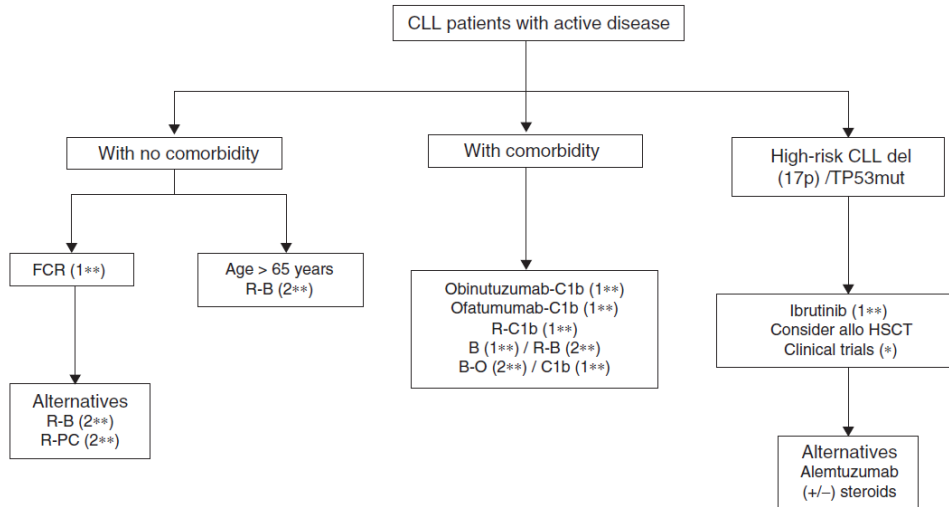 CLL patients with active disease
With no comorbidity
With comorbidity
High-risk CLL del
(17p) /TP53mut
FCR (1**)
Age > 65 years
R-B (2**)
Obinutuzumab-C1b (1**)
Ofatumumab-C1b (1**)
R-C1b (1**)
B (1**) / R-B (2**)
B-O (2**) / C1b (1**)
Ibrutinib (1**)
Consider allo HSCT
Clinical trials (*)
Alternatives
R-B (2**)
R-PC (2**)
Alternatives
Alemtuzumab
(+/−) steroids